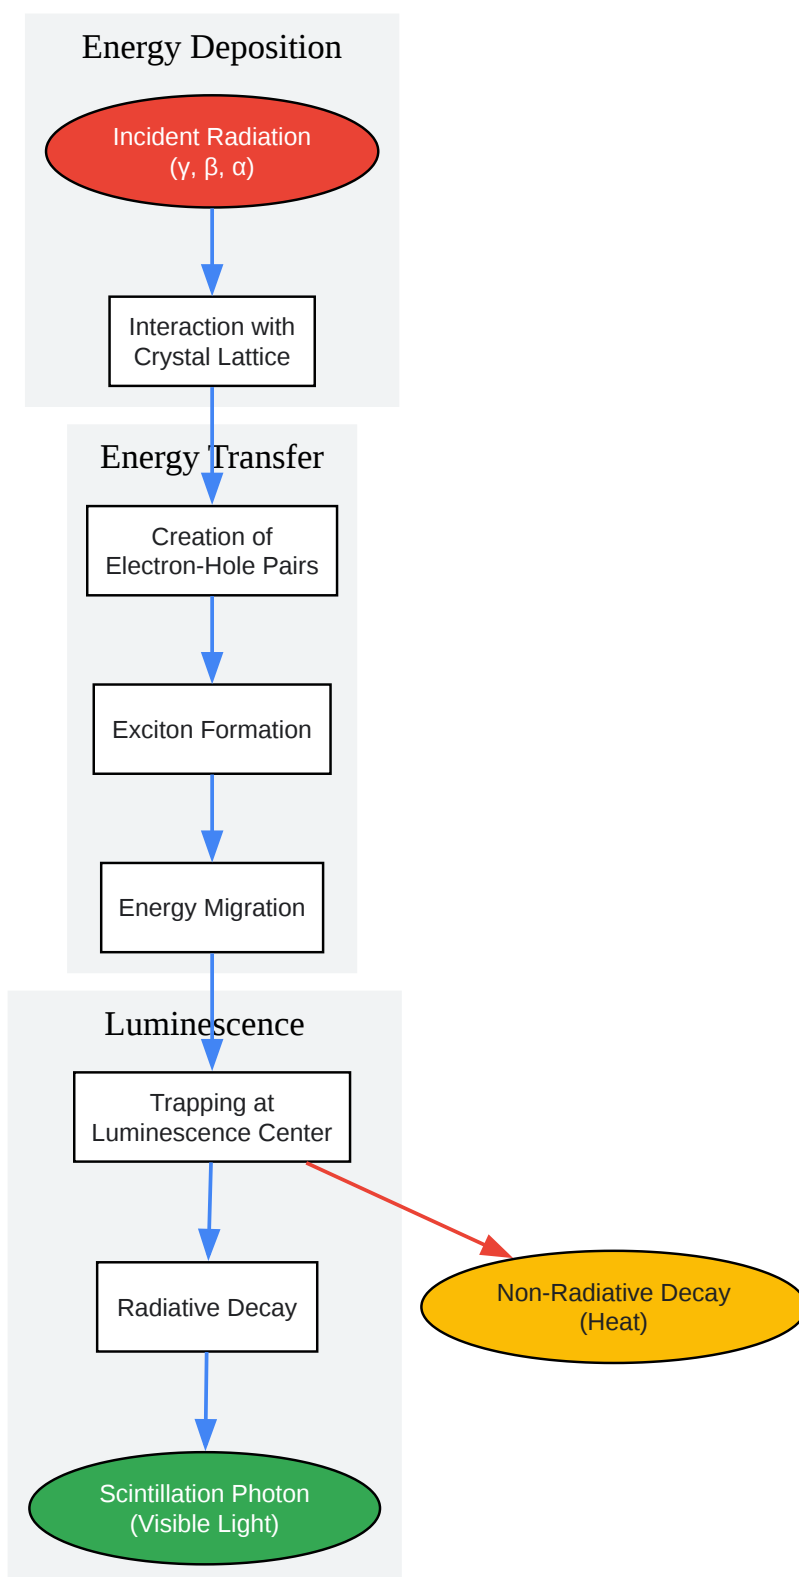 Energy Deposition
Incident Radiation
(γ, β, α)
Interaction with
Crystal Lattice
Energy Transfer
Creation of
Electron-Hole Pairs
Exciton Formation
Energy Migration
Luminescence
Trapping at
Luminescence Center
Radiative Decay
Non-Radiative Decay
(Heat)
Scintillation Photon
(Visible Light)